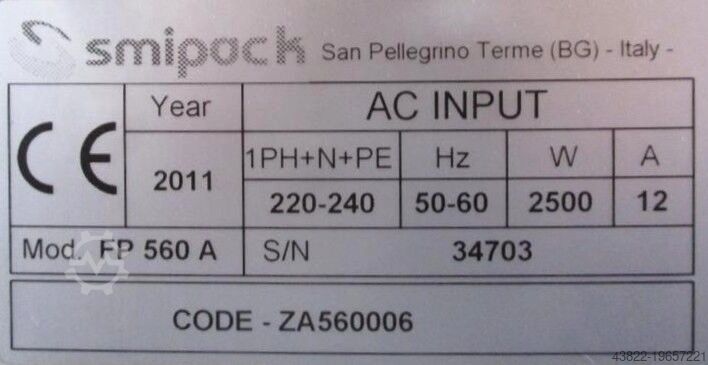 smipack San Pellegrino Terme (BG) - Italy -
CE Year AC INPUT
2011 1PH+N+PE Hz W A
220-240 50-60 2500 12
Mod. FP 560 A S/N 34703
CODE - ZA560006
43822-19657221